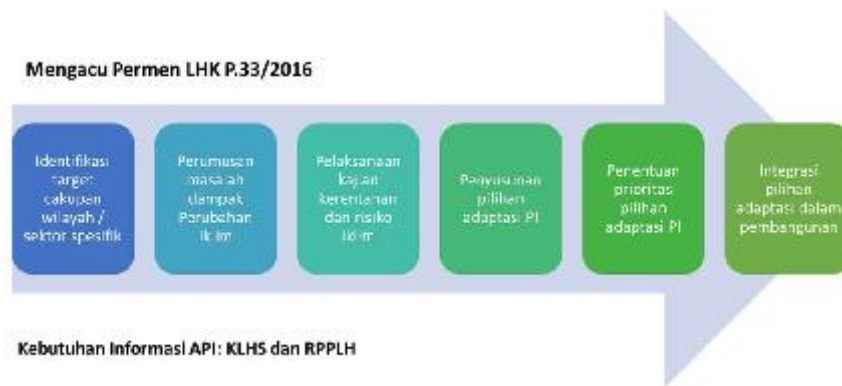 Mengacu Permen LHK P.33/2016
Identifikasi
target
cakupan
wilayah /
sektor spesifik
Perumusan
masalah
dampak
Perubahan
Iklim
Pelaksanaan
kajian
kerentanan
dan risiko
iklim
Penyusunan
pilihan
adaptasi PI
Penentuan
prioritas
pilihan
adaptasi PI
Integrasi
pilihan
adaptasi dalam
pembangunan
Kebutuhan Informasi API: KLHS dan RPPLH